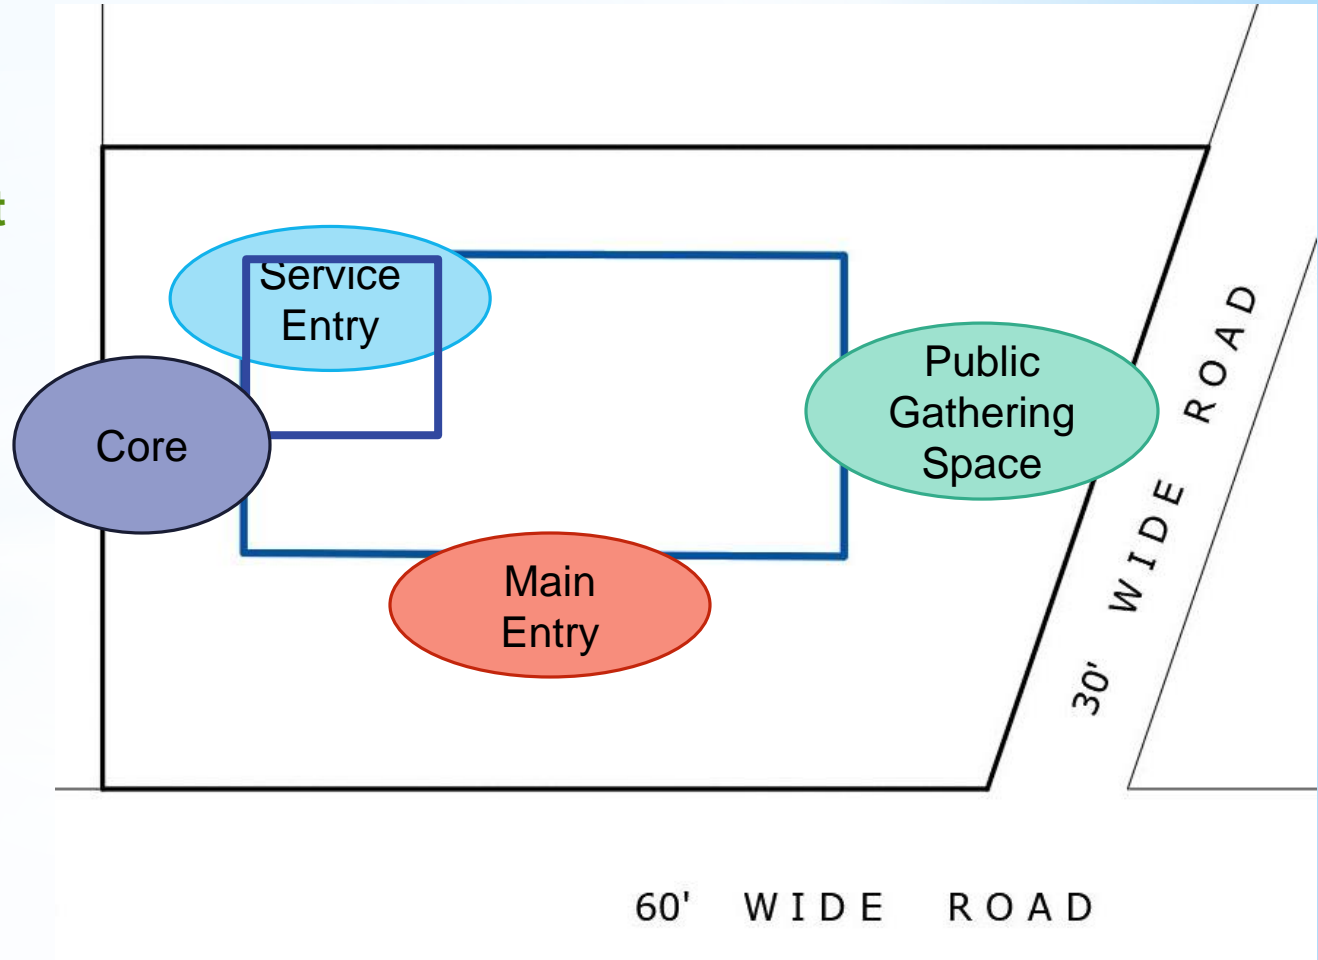 t
Service
Entry
Core
Public
Gathering
Space
Main
Entry
30' WIDE ROAD
60' WIDE ROAD